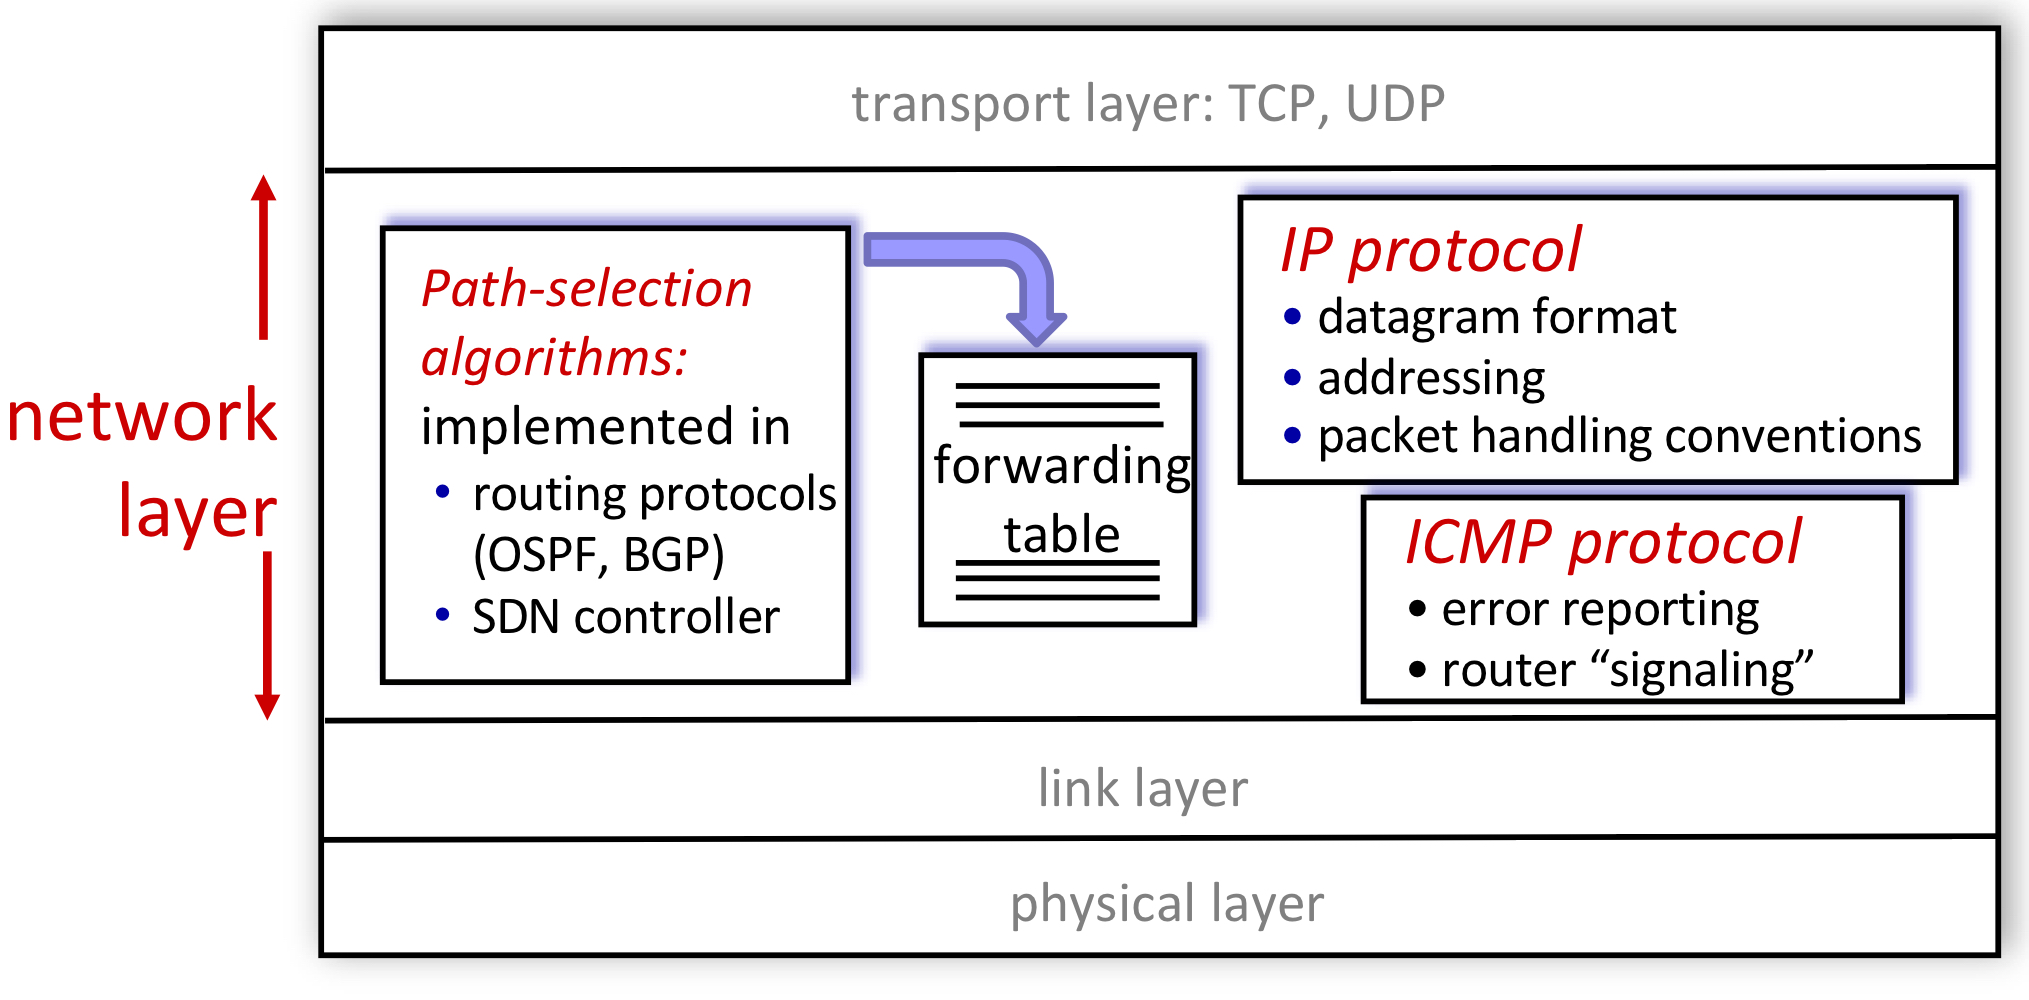 transport layer: TCP, UDP
network
layer
Path-selection
algorithms:
implemented in
• routing protocols
(OSPF, BGP)
• SDN controller
forwarding
table
IP protocol
• datagram format
• addressing
• packet handling conventions
ICMP protocol
• error reporting
• router “signaling”
link layer
physical layer